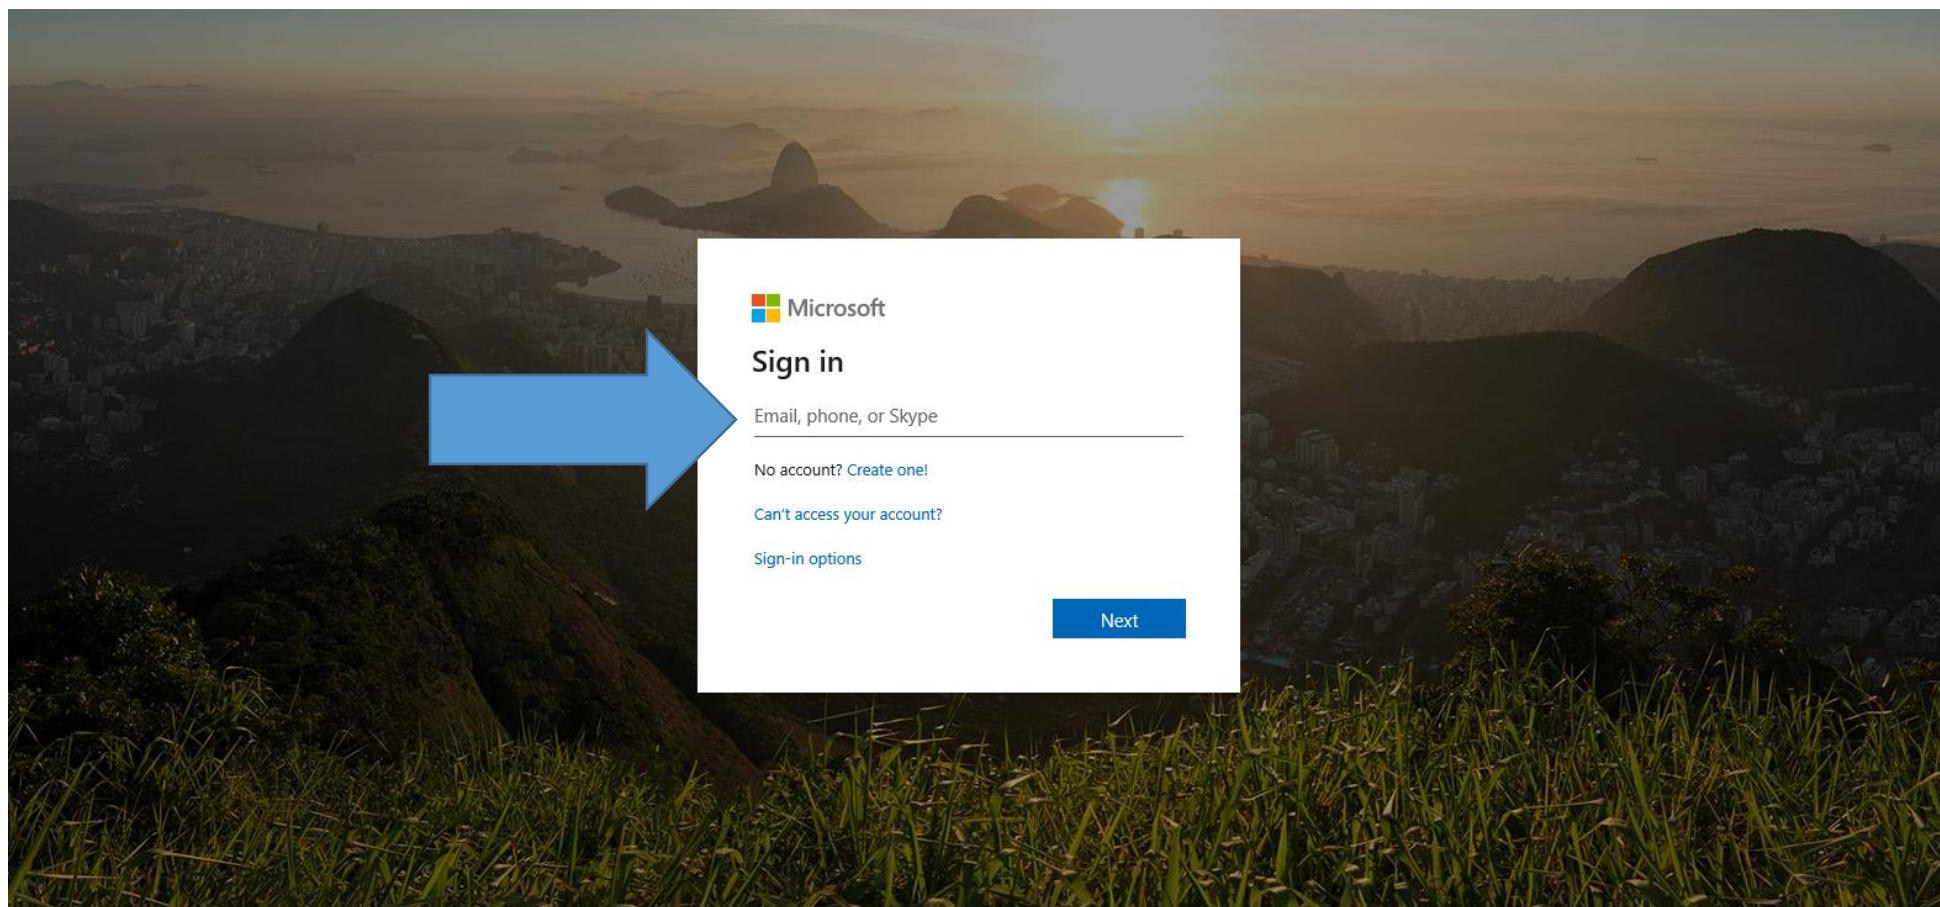 Microsoft
Sign in
Email, phone, or Skype
No account? Create one!
Can't access your account?
Sign-in options
Next